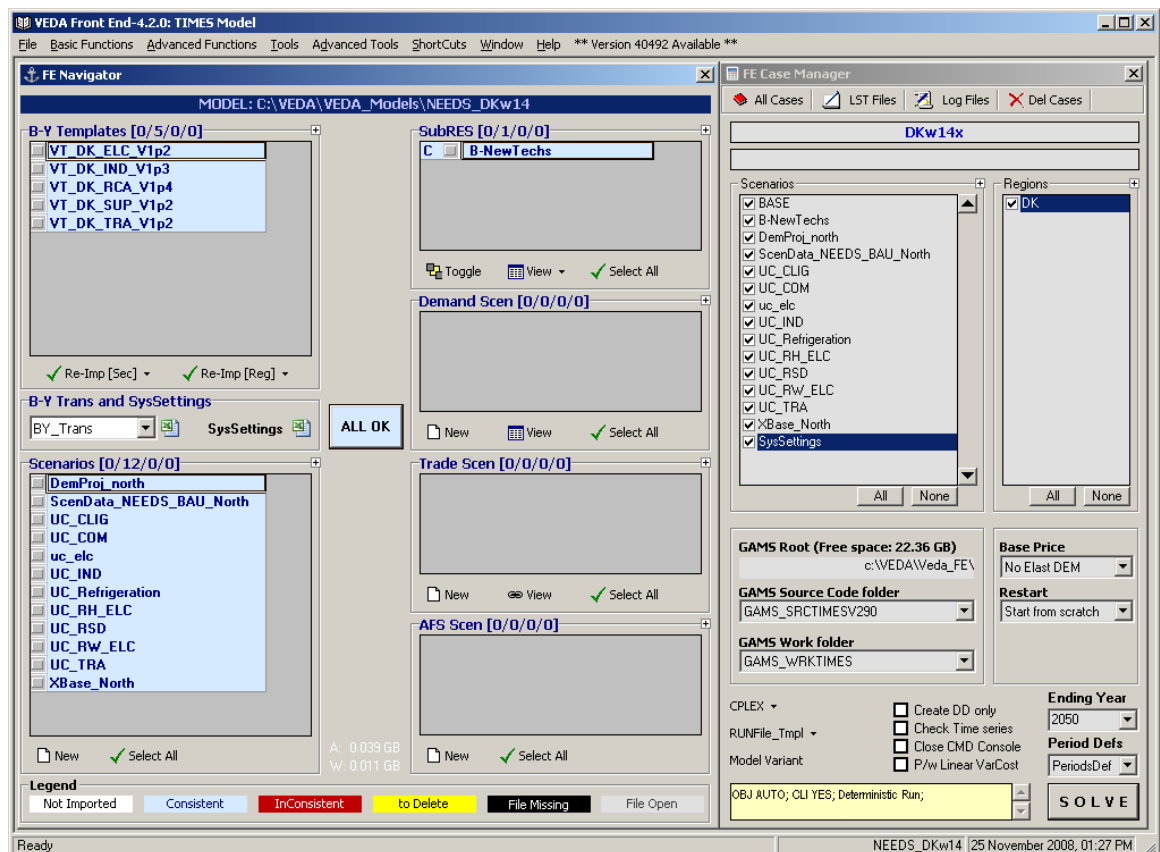 VEDA Front End-4.2.0: TIMES Model
File Basic Functions Advanced Functions Tools Advanced Tools ShortCuts Window Help ** Version 40492 Available **
FE Navigator
MODEL: C:\VEDA\VEDA_Models\NEEDS_DKw14
B-Y Templates [0/5/0/0]
VT_DK_ELC_V1p2
VT_DK_IND_V1p3
VT_DK_RCA_V1p4
VT_DK_SUP_V1p2
VT_DK_TRA_V1p2
Re-Imp [Sec] Re-Imp [Reg]
B-Y Trans and SysSettings
BY_Trans SysSettings
ALL OK
Scenarios [0/12/0/0]
DemProj_north
ScenData_NEEDS_BAU_North
UC_CLIG
UC_COM
uc_elc
UC_IND
UC_Refrigeration
UC_RH_ELC
UC_RSD
UC_RW_ELC
UC_TRA
XBase_North
New Select All
A: 0.039 GB
W: 0.011 GB
SubRES [0/1/0/0]
C B-NewTechs
Toggle View Select All
Demand Scen [0/0/0/0]
New View Select All
Trade Scen [0/0/0/0]
New View Select All
AFS Scen [0/0/0/0]
New Select All
Legend
Not Imported Consistent InConsistent to Delete File Missing File Open
FE Case Manager
All Cases LST Files Log Files Del Cases
DKw14x
Scenarios
BASE
B-NewTechs
DemProj_north
ScenData_NEEDS_BAU_North
UC_CLIG
UC_COM
uc_elc
UC_IND
UC_Refrigeration
UC_RH_ELC
UC_RSD
UC_RW_ELC
UC_TRA
XBase_North
SysSettings
All None
Regions
DK
All None
GAMS Root (Free space: 22.36 GB)
c:\VEDA\Veda_FE\
GAMS Source Code folder
GAMS_SRCTIMESV290
GAMS Work folder
GAMS_WRKTIMES
Base Price
No Elast DEM
Restart
Start from scratch
CPLEX
RUNFile_Tmpl
Model Variant
Create DD only
Check Time series
Close CMD Console
P/w Linear VarCost
Ending Year
2050
Period Defs
PeriodsDef
OBJ AUTO; CLI YES; Deterministic Run;
SOLVE
Ready NEEDS_DKw14 25 November 2008, 01:27 PM